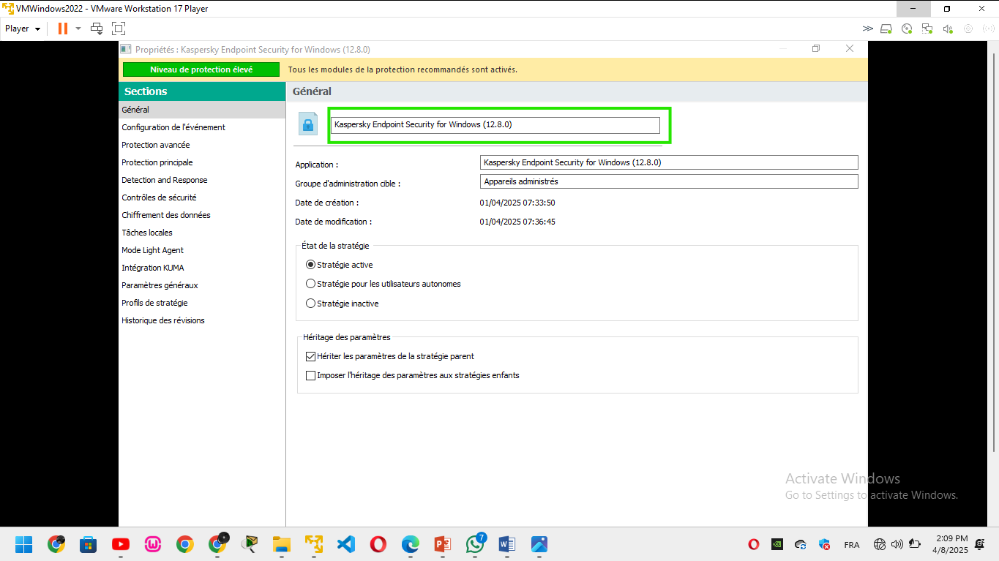 VMWindows2022 - VMware Workstation 17 Player
Player
Propriétés : Kaspersky Endpoint Security for Windows (12.8.0)
Niveau de protection élevé
Tous les modules de la protection recommandés sont activés.
Sections
Général
Général
Kaspersky Endpoint Security for Windows (12.8.0)
Configuration de l'événement
Protection avancée
Protection principale
Detection and Response
Contrôles de sécurité
Chiffrement des données
Tâches locales
Mode Light Agent
Intégration KUMA
Paramètres généraux
Profils de stratégie
Historique des révisions
Application : Kaspersky Endpoint Security for Windows (12.8.0)
Groupe d'administration cible : Appareils administrés
Date de création : 01/04/2025 07:33:50
Date de modification : 01/04/2025 07:36:45
État de la stratégie
Stratégie active
Stratégie pour les utilisateurs autonomes
Stratégie inactive
Héritage des paramètres
Hériter les paramètres de la stratégie parent
Imposer l'héritage des paramètres aux stratégies enfants
Activate Windows
Go to Settings to activate Windows.
7
FRA
2:09 PM
4/8/2025